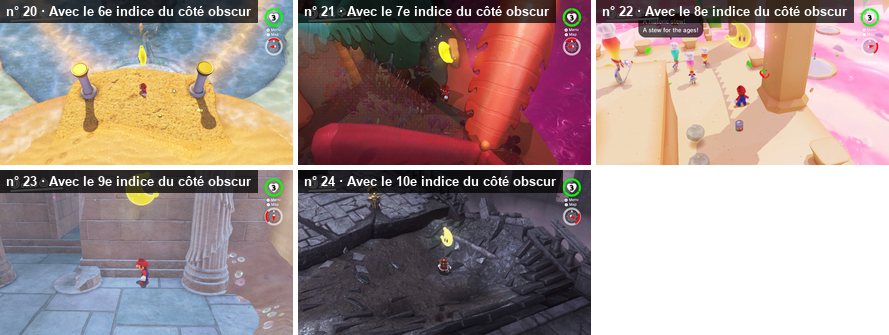 n° 20 · Avec le 6e indice du côté obscur
n° 21 · Avec le 7e indice du côté obscur
n° 22 · Avec le 8e indice du côté obscur
A stew for the ages!
n° 23 · Avec le 9e indice du côté obscur
n° 24 · Avec le 10e indice du côté obscur